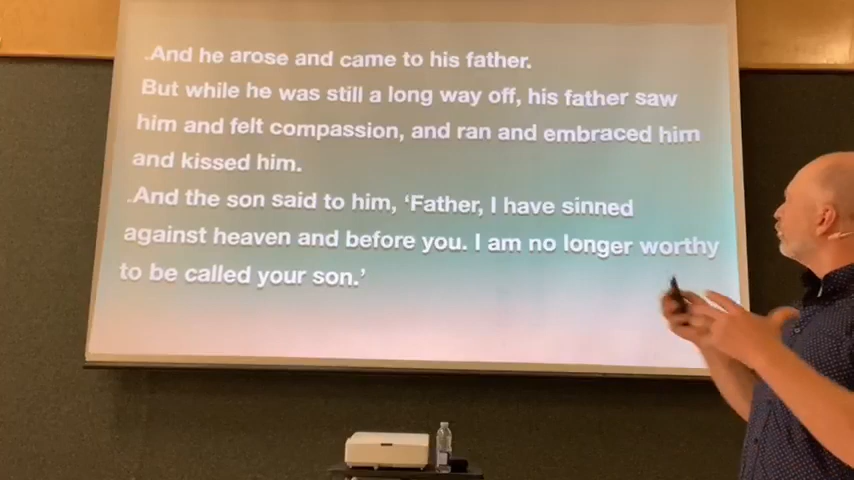 .And he arose and came to his father.
But while he was still a long way off, his father saw
him and felt compassion, and ran and embraced him
and kissed him.
.And the son said to him, ‘Father, I have sinned
against heaven and before you. I am no longer worthy
to be called your son.’